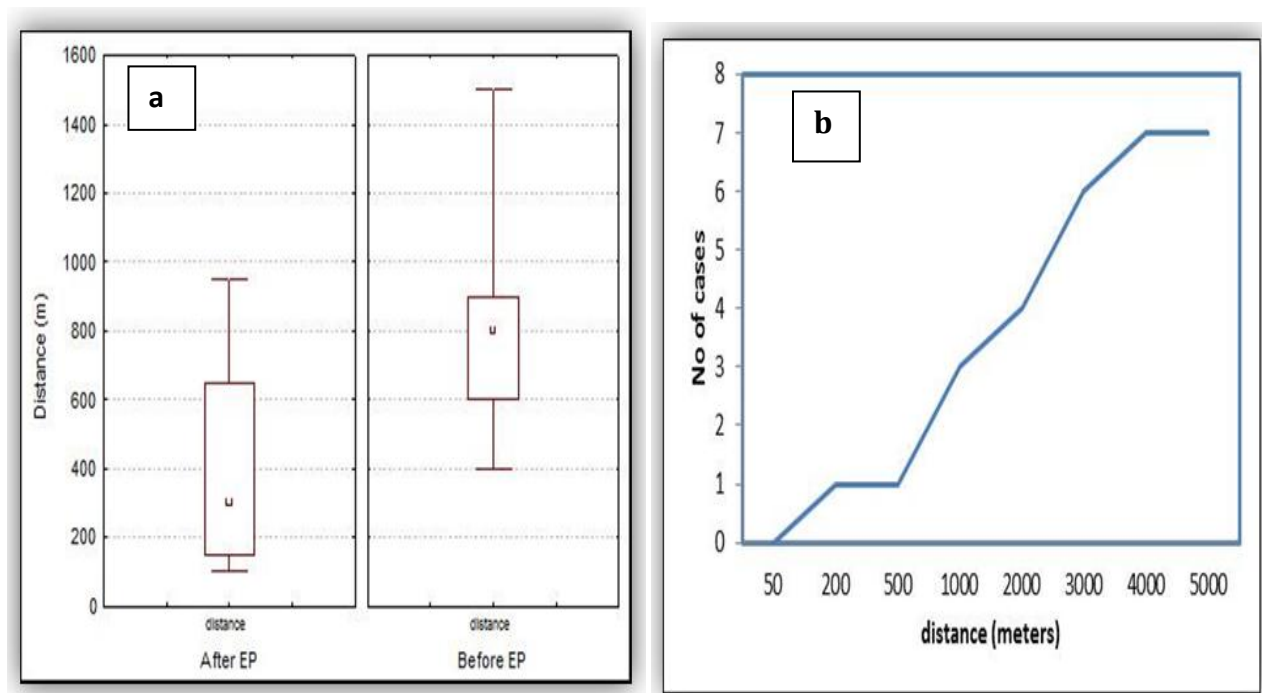 a
1600
1400
1200
1000
800
600
400
200
0
Distance (m)
distance
distance
After EP
Before EP
b
8
7
6
5
4
3
2
1
0
No of cases
50 200 500 1000 2000 3000 4000 5000
distance (meters)